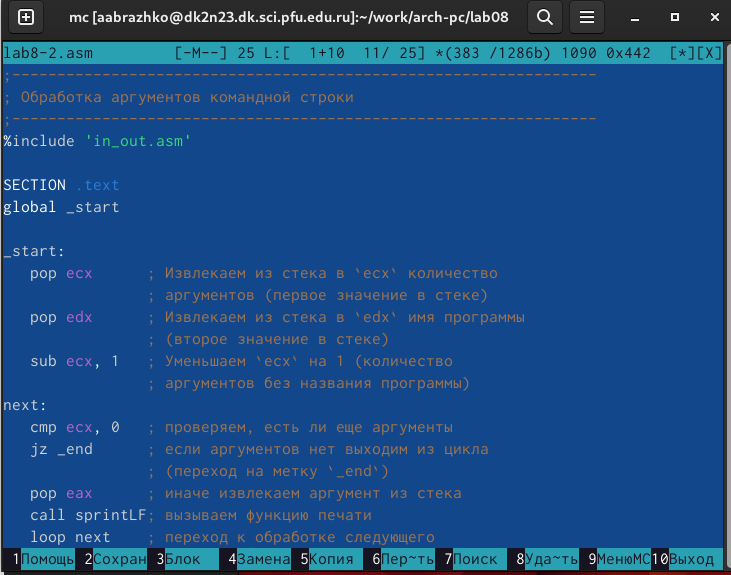 mc [aabrazhko@dk2n23.dk.sci.pfu.edu.ru]:~/work/arch-pc/lab08
lab8-2.asm [-M--] 25 L:[ 1+10 11/ 25] *(383 /1286b) 1090 0x442 [*][X]
;-----------------------------------------------------------------
; Обработка аргументов командной строки
;-----------------------------------------------------------------
%include 'in_out.asm'
SECTION .text
global _start
_start:
pop ecx ; Извлекаем из стека в `ecx` количество
; аргументов (первое значение в стеке)
pop edx ; Извлекаем из стека в `edx` имя программы
; (второе значение в стеке)
sub ecx, 1 ; Уменьшаем `ecx` на 1 (количество
; аргументов без названия программы)
next:
cmp ecx, 0 ; проверяем, есть ли еще аргументы
jz _end ; если аргументов нет выходим из цикла
; (переход на метку `_end`)
pop eax ; иначе извлекаем аргумент из стека
call sprintLF; вызываем функцию печати
loop next ; переход к обработке следующего
1Помощь 2Сохран 3Блок 4Замена 5Копия 6Пер~ть 7Поиск 8Уда~ть 9МенюMC 10Выход